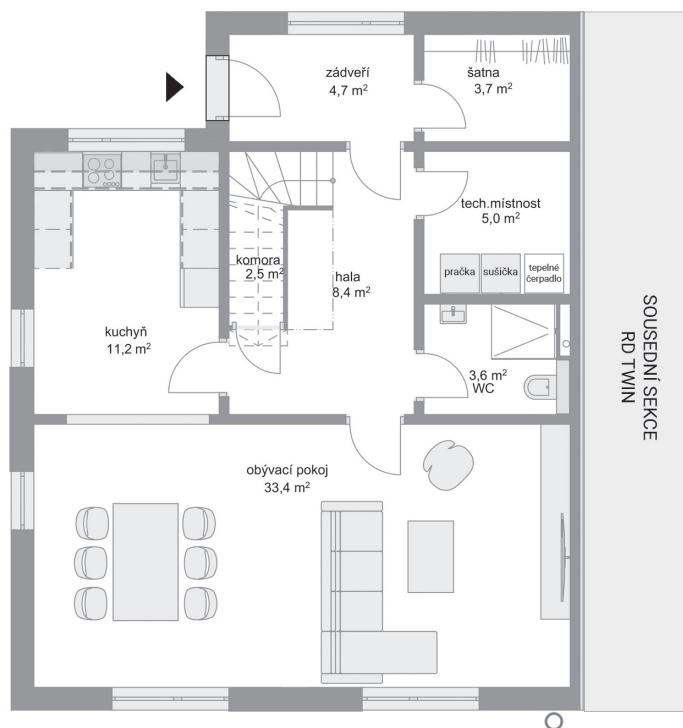 zádveří
4,7 m²
šatna
3,7 m²
tech.místnost
5,0 m²
pračka
sušička
tepelné
čerpadlo
komora
2,5 m²
hala
8,4 m²
kuchyň
11,2 m²
3,6 m²
WC
obývací pokoj
33,4 m²
SOUSEDNÍ SEKCE
RD TWIN